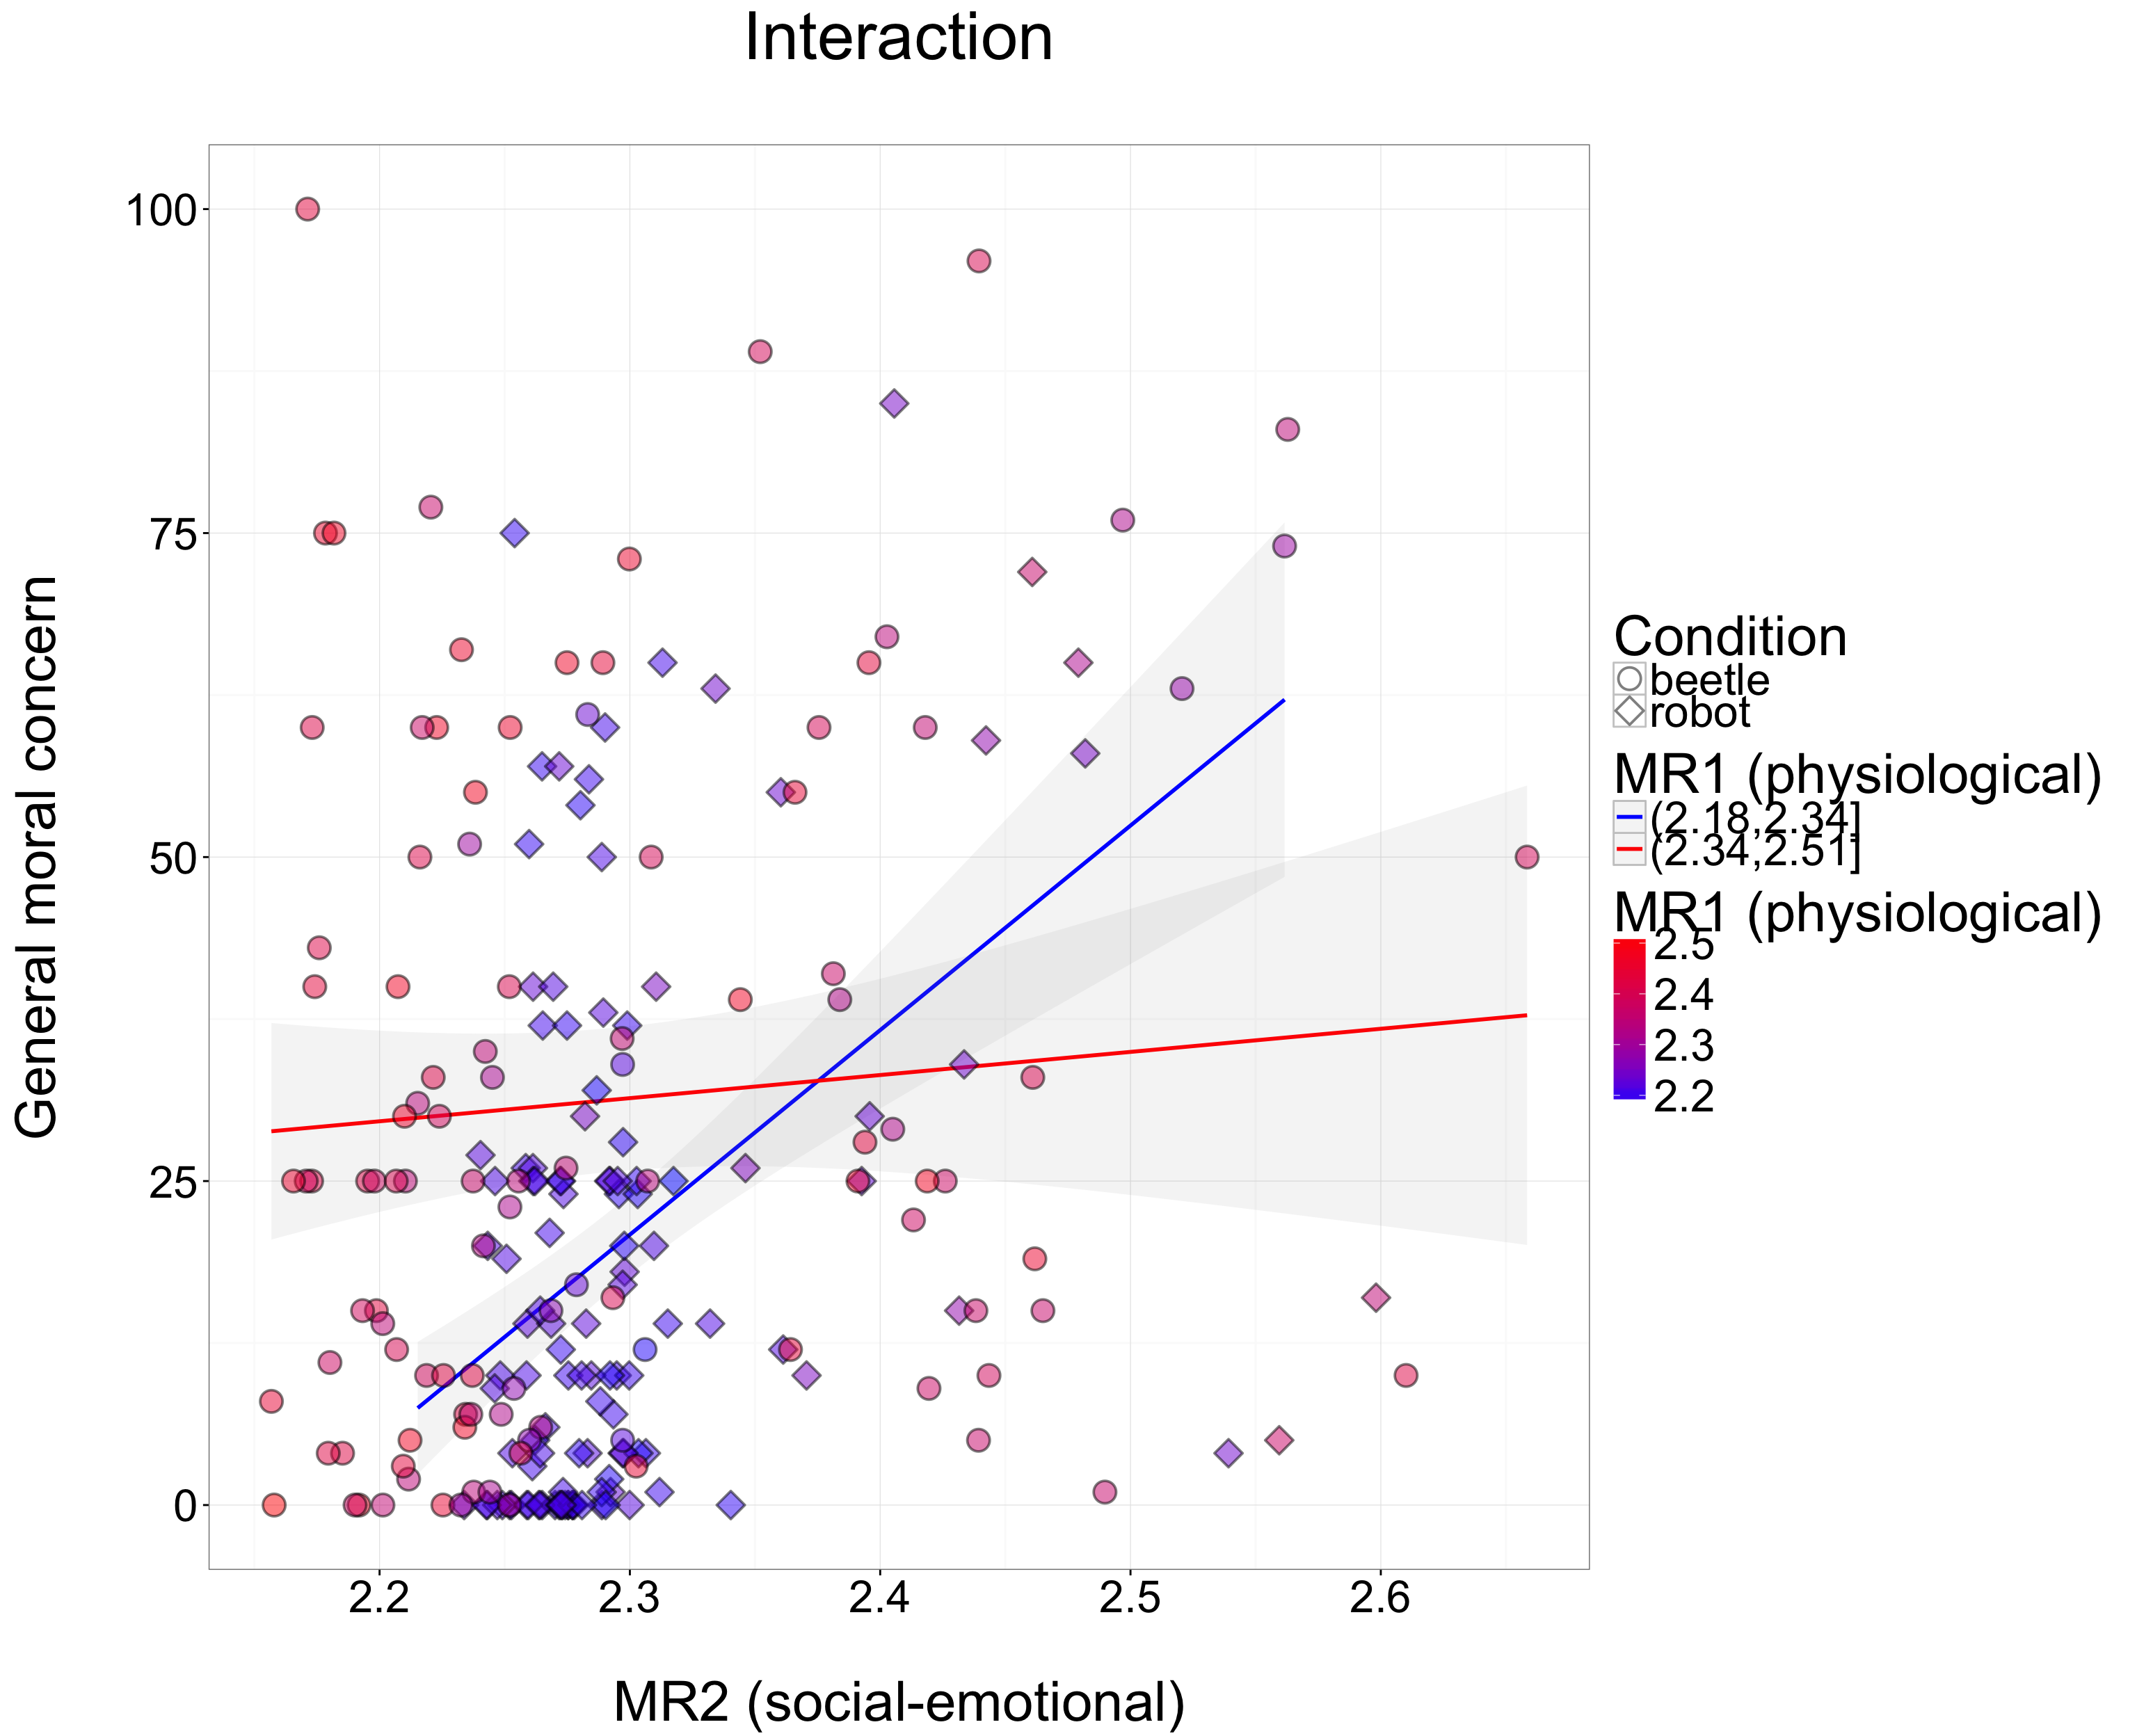 Interaction
100
75
50
25
0
General moral concern
2.2 2.3 2.4 2.5 2.6
MR2 (social-emotional)
Condition
beetle
robot
MR1 (physiological)
(2.18,2.34]
(2.34,2.51]
MR1 (physiological)
2.5
2.4
2.3
2.2